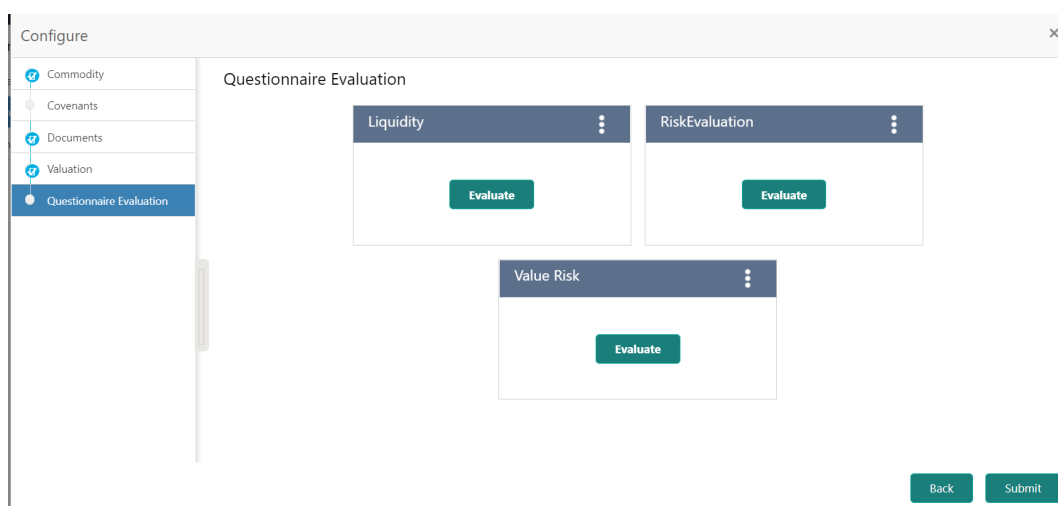 Configure
×
Commodity
Covenants
Documents
Valuation
Questionnaire Evaluation
Questionnaire Evaluation
Liquidity
RiskEvaluation
Evaluate
Evaluate
Value Risk
Evaluate
Back
Submit